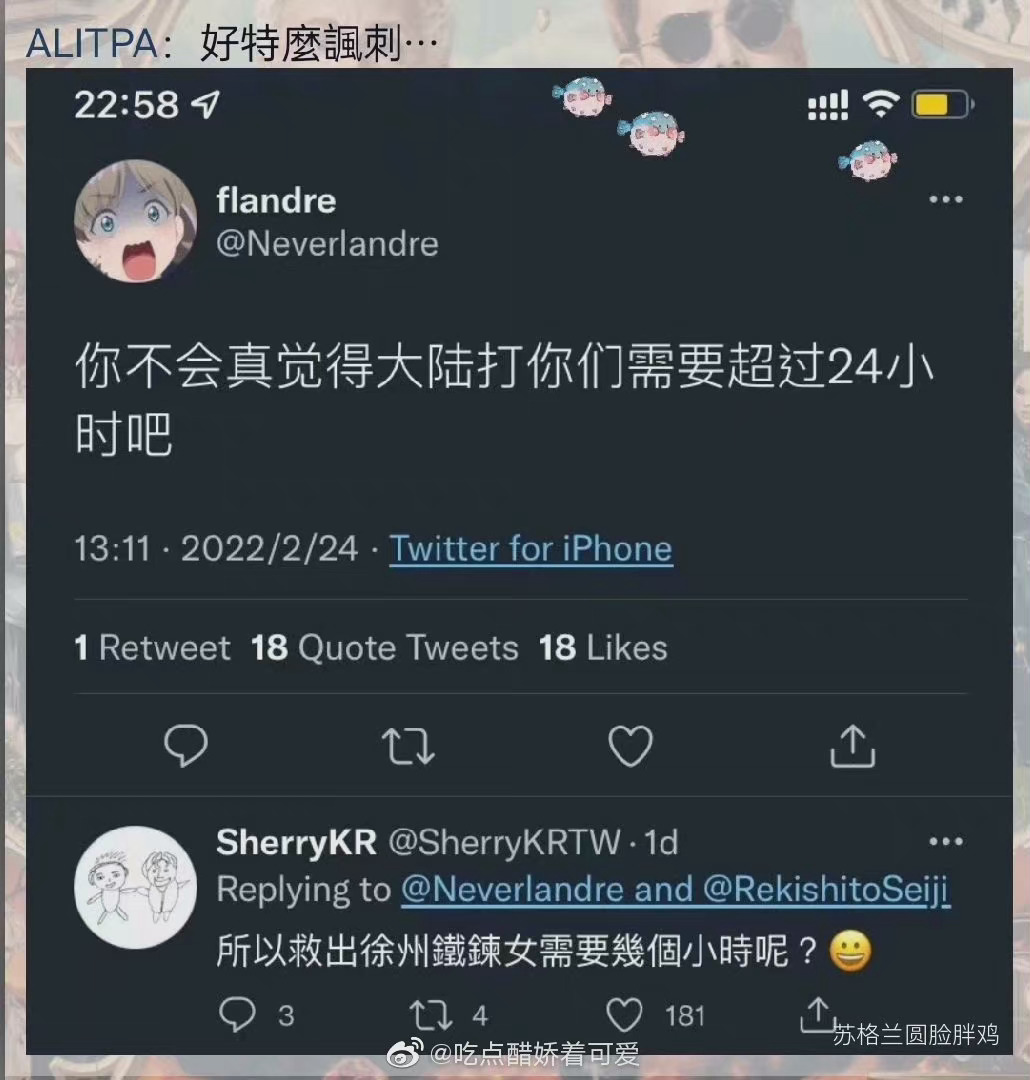 ALITPA：好特麼諷刺…
22:58
flandre
@Neverlandre
你不会真觉得大陆打你们需要超过24小
时吧
13:11 · 2022/2/24 · Twitter for iPhone
1 Retweet 18 Quote Tweets 18 Likes
SherryKR @SherryKRTW · 1d
Replying to @Neverlandre and @RekishitoSeiji
所以救出徐州鐵鍊女需要幾個小時呢？😀
3 4 181
苏格兰圆脸胖鸡
@吃点醋娇着可爱